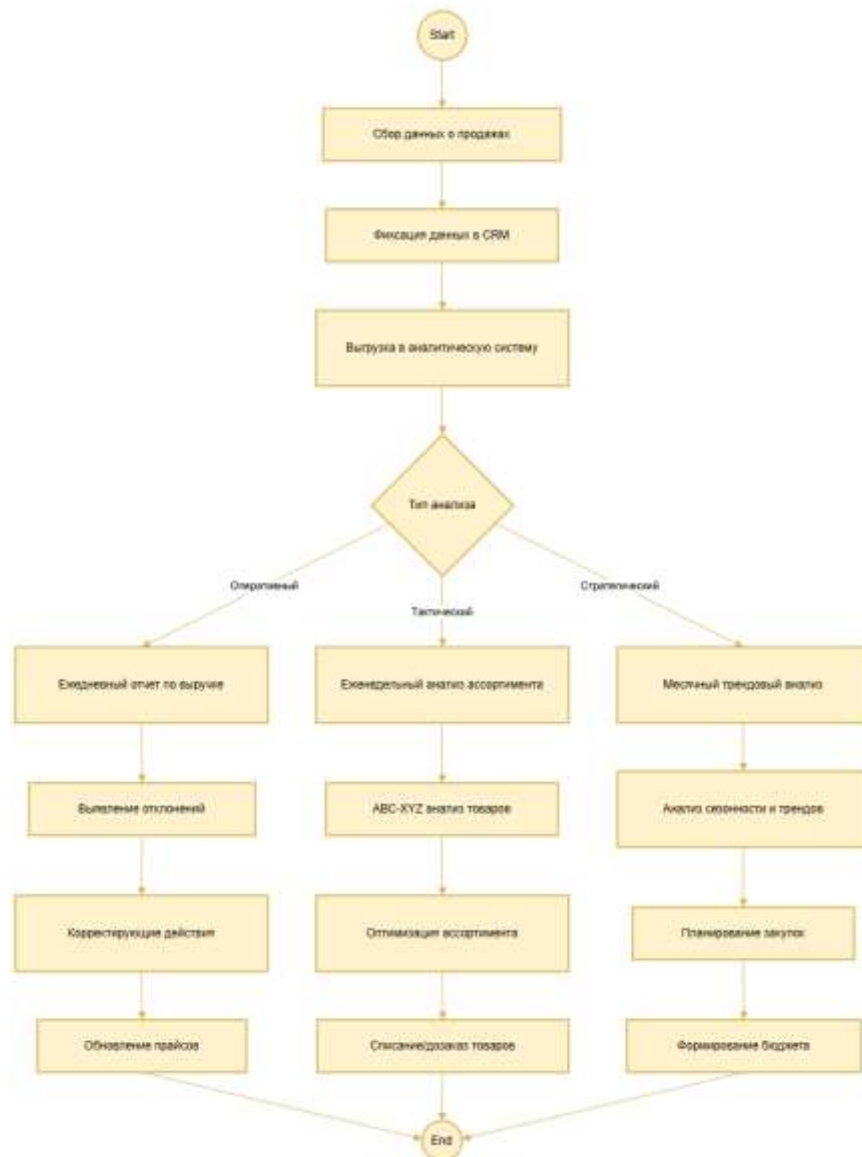 Start
Сбор данных о продажах
Фиксация данных в CRM
Выгрузка в аналитическую систему
Тип анализа
Оперативный
Стратегический
Тактический
Ежедневный отчет по выручке
Еженедельный анализ ассортимента
Месячный трендовый анализ
Выявление отклонений
ABC-XYZ анализ товаров
Анализ сезонности и трендов
Корректирующие действия
Оптимизация ассортимента
Планирование закупок
Обновление прайсов
Списание/дозаказ товаров
Формирование бюджета
End